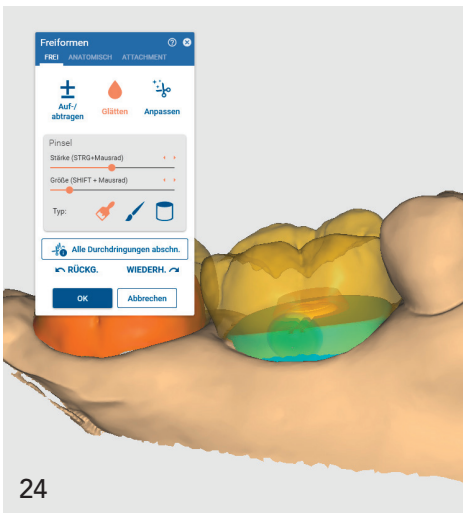 Freiformen
FREI ANATOMISCH ATTACHMENT
Auf-/
abtragen
Glätten
Anpassen
Pinsel
Stärke (STRG+Mausrad)
Größe (SHIFT + Mausrad)
Typ:
Alle Durchdringungen abschn.
RÜCKG. WIEDERH.
OK Abbrechen
24